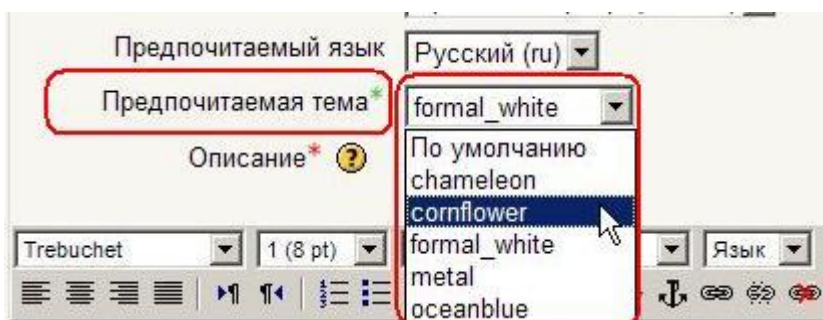 Предпочитаемый язык Русский (ru)
Предпочитаемая тема* formal_white
Описание* ?
По умолчанию
chameleon
cornflower
formal_white
metal
oceanblue
Trebuchet 1 (8 pt) Язык